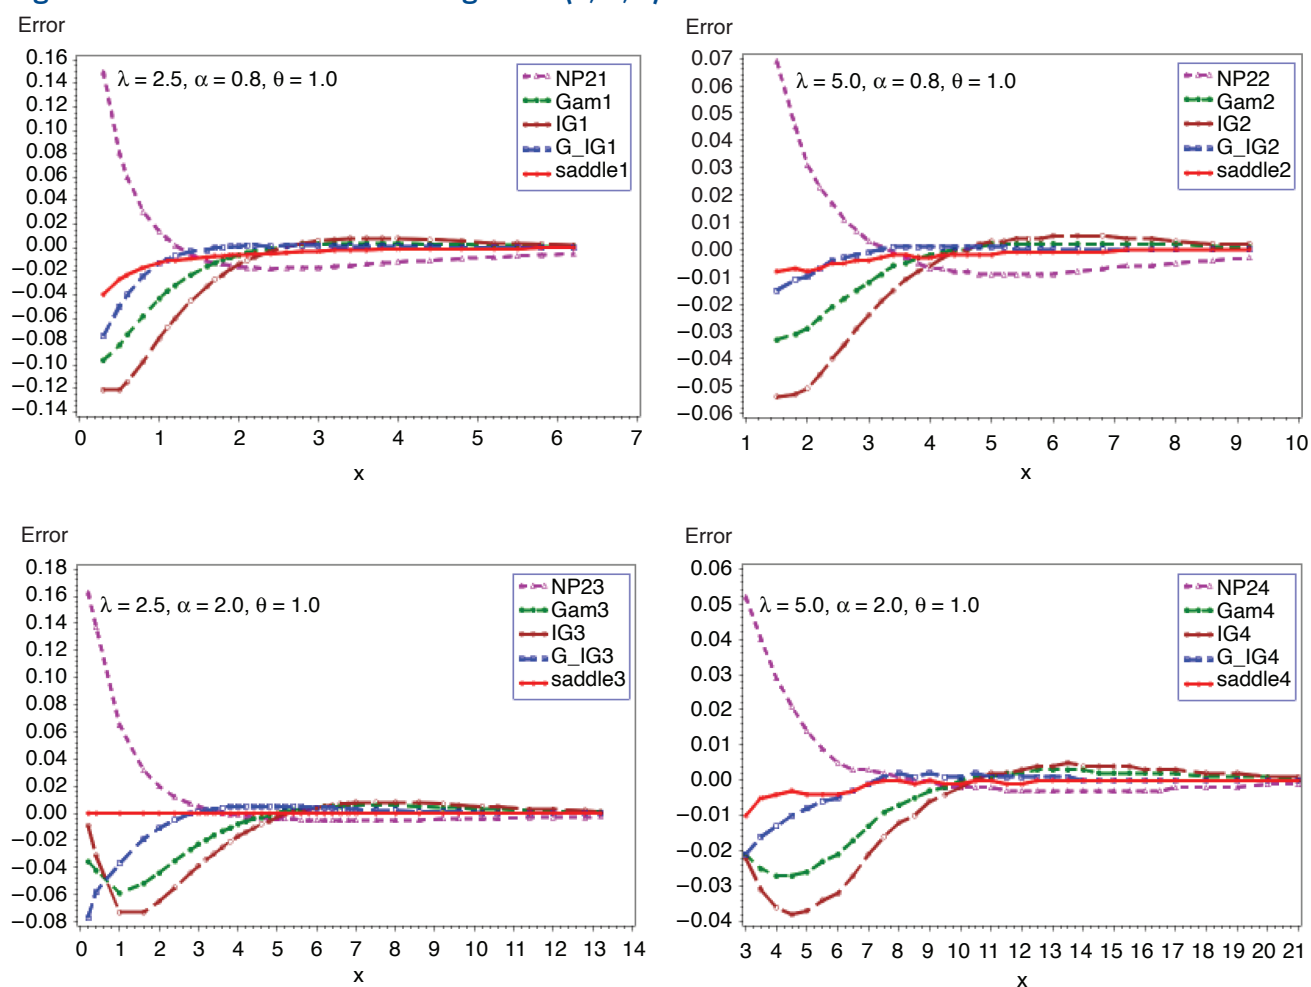 Error
0.16
0.14
0.12
0.10
0.08
0.06
0.04
0.02
0.00
−0.02
−0.04
−0.06
−0.08
−0.10
−0.12
−0.14
λ = 2.5, α = 0.8, θ = 1.0
NP21
Gam1
IG1
G_IG1
saddle1
0 1 2 3 4 5 6 7
x
Error
0.07
0.06
0.05
0.04
0.03
0.02
0.01
0.00
−0.01
−0.02
−0.03
−0.04
−0.05
−0.06
λ = 5.0, α = 0.8, θ = 1.0
NP22
Gam2
IG2
G_IG2
saddle2
1 2 3 4 5 6 7 8 9 10
x
Error
0.18
0.16
0.14
0.12
0.10
0.08
0.06
0.04
0.02
0.00
−0.02
−0.04
−0.06
−0.08
λ = 2.5, α = 2.0, θ = 1.0
NP23
Gam3
IG3
G_IG3
saddle3
0 1 2 3 4 5 6 7 8 9 10 11 12 13 14
x
Error
0.06
0.05
0.04
0.03
0.02
0.01
0.00
−0.01
−0.02
−0.03
−0.04
λ = 5.0, α = 2.0, θ = 1.0
NP24
Gam4
IG4
G_IG4
saddle4
3 4 5 6 7 8 9 10 11 12 13 14 15 16 17 18 19 20 21
x